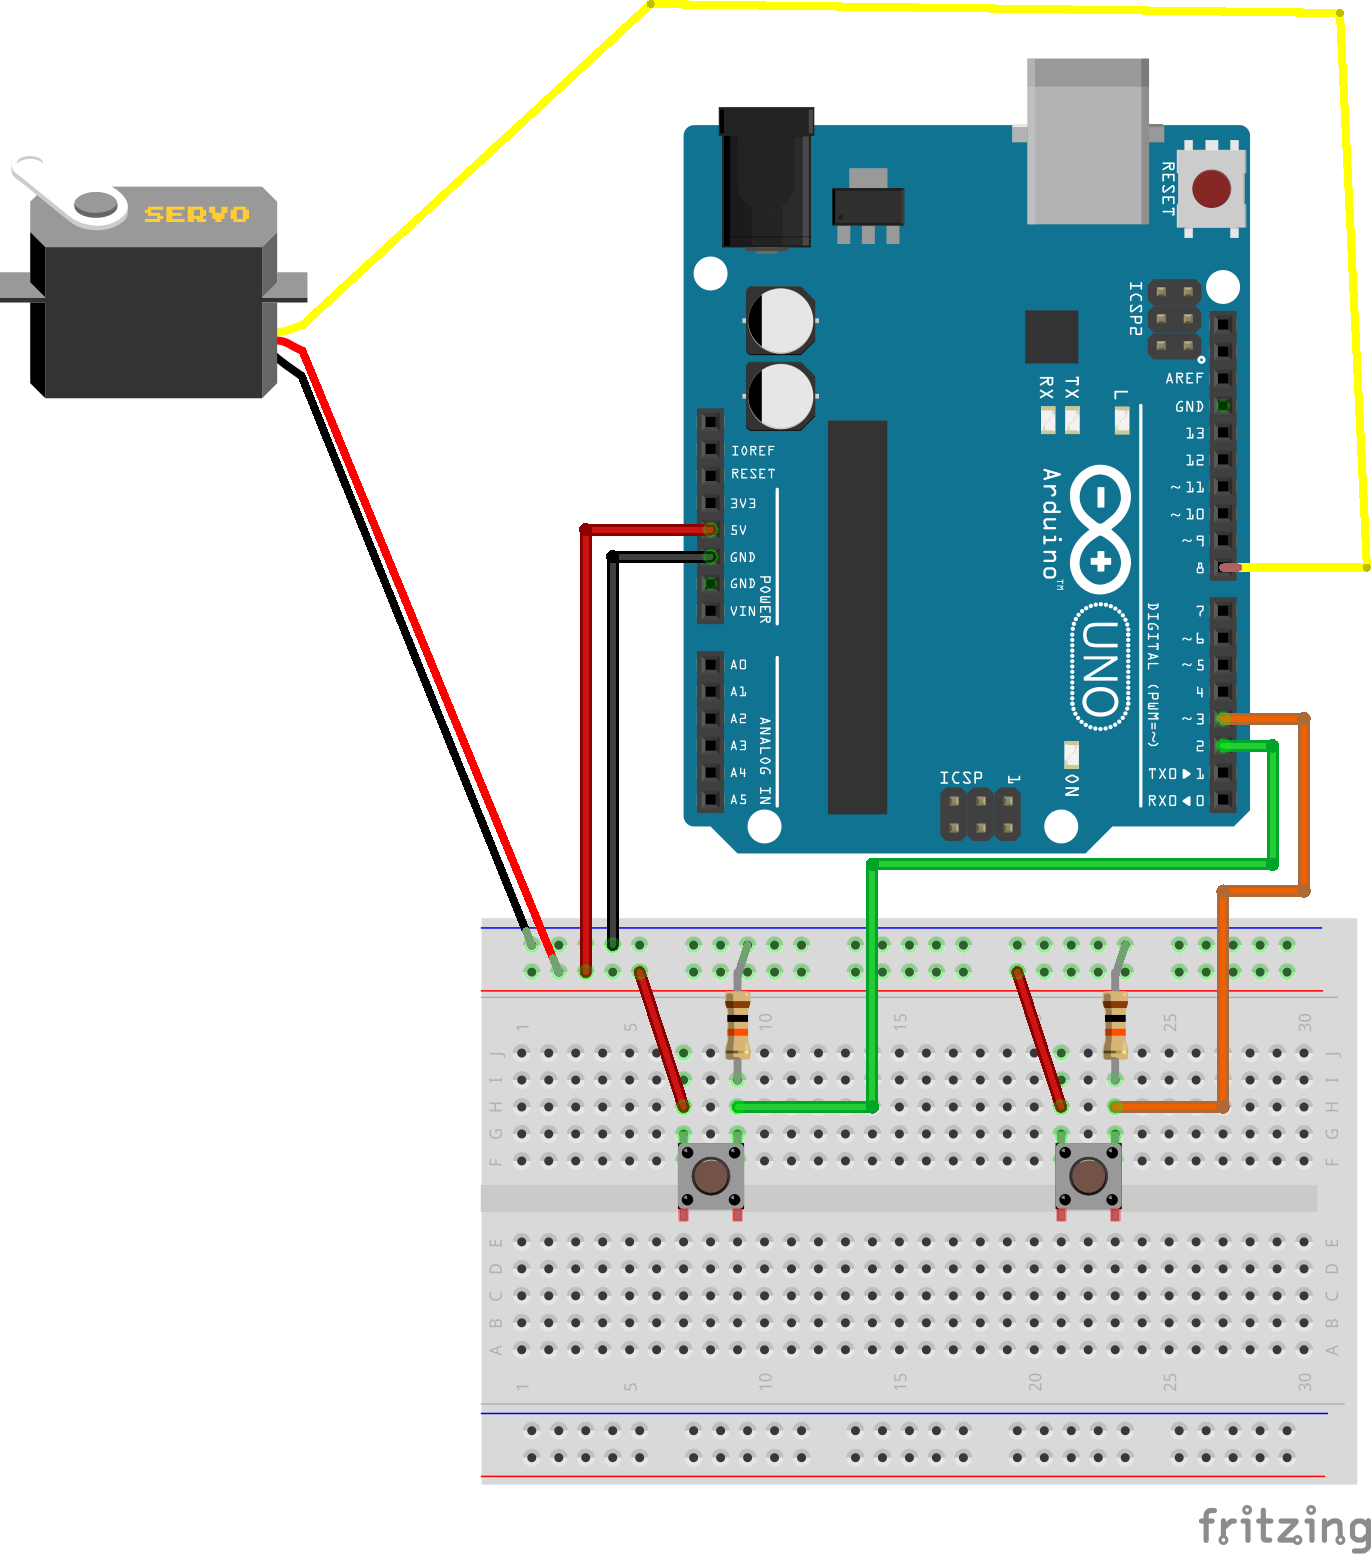 SERVO
RESET
ICSP2
AREF
GND
13
12
~11
~10
~9
8
RX
TX
L
IOREF
RESET
3V3
5V
GND
GND
VIN
POWER
Arduino™
UNO
DIGITAL (PWM=~)
7
~6
~5
4
~3
2
TX0▶1
RX0◀0
A0
A1
A2
A3
A4
A5
ANALOG IN
ICSP
1
ON
1
5
10
15
20
25
30
J
I
H
G
F
J
I
H
G
F
E
D
C
B
A
E
D
C
B
A
1
5
10
15
20
25
30
fritzing